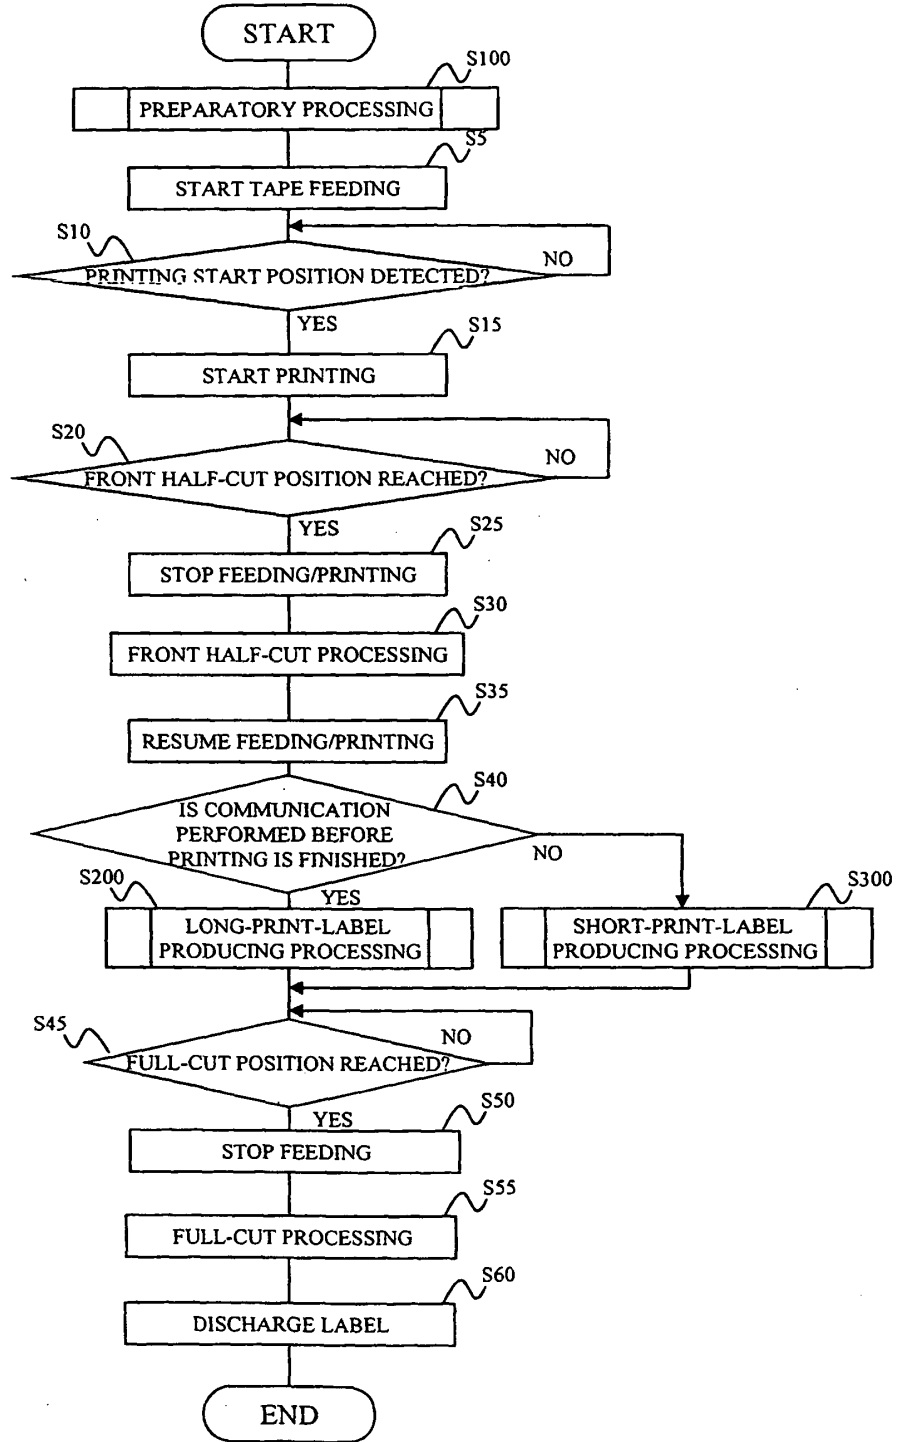 START
S100
PREPARATORY PROCESSING
S5
START TAPE FEEDING
S10
NO
PRINTING START POSITION DETECTED?
YES
S15
START PRINTING
S20
NO
FRONT HALF-CUT POSITION REACHED?
YES
S25
STOP FEEDING/PRINTING
S30
FRONT HALF-CUT PROCESSING
S35
RESUME FEEDING/PRINTING
S40
IS COMMUNICATION
PERFORMED BEFORE
PRINTING IS FINISHED?
NO
S200
YES
S300
LONG-PRINT-LABEL
PRODUCING PROCESSING
SHORT-PRINT-LABEL
PRODUCING PROCESSING
S45
NO
FULL-CUT POSITION REACHED?
YES
S50
STOP FEEDING
S55
FULL-CUT PROCESSING
S60
DISCHARGE LABEL
END